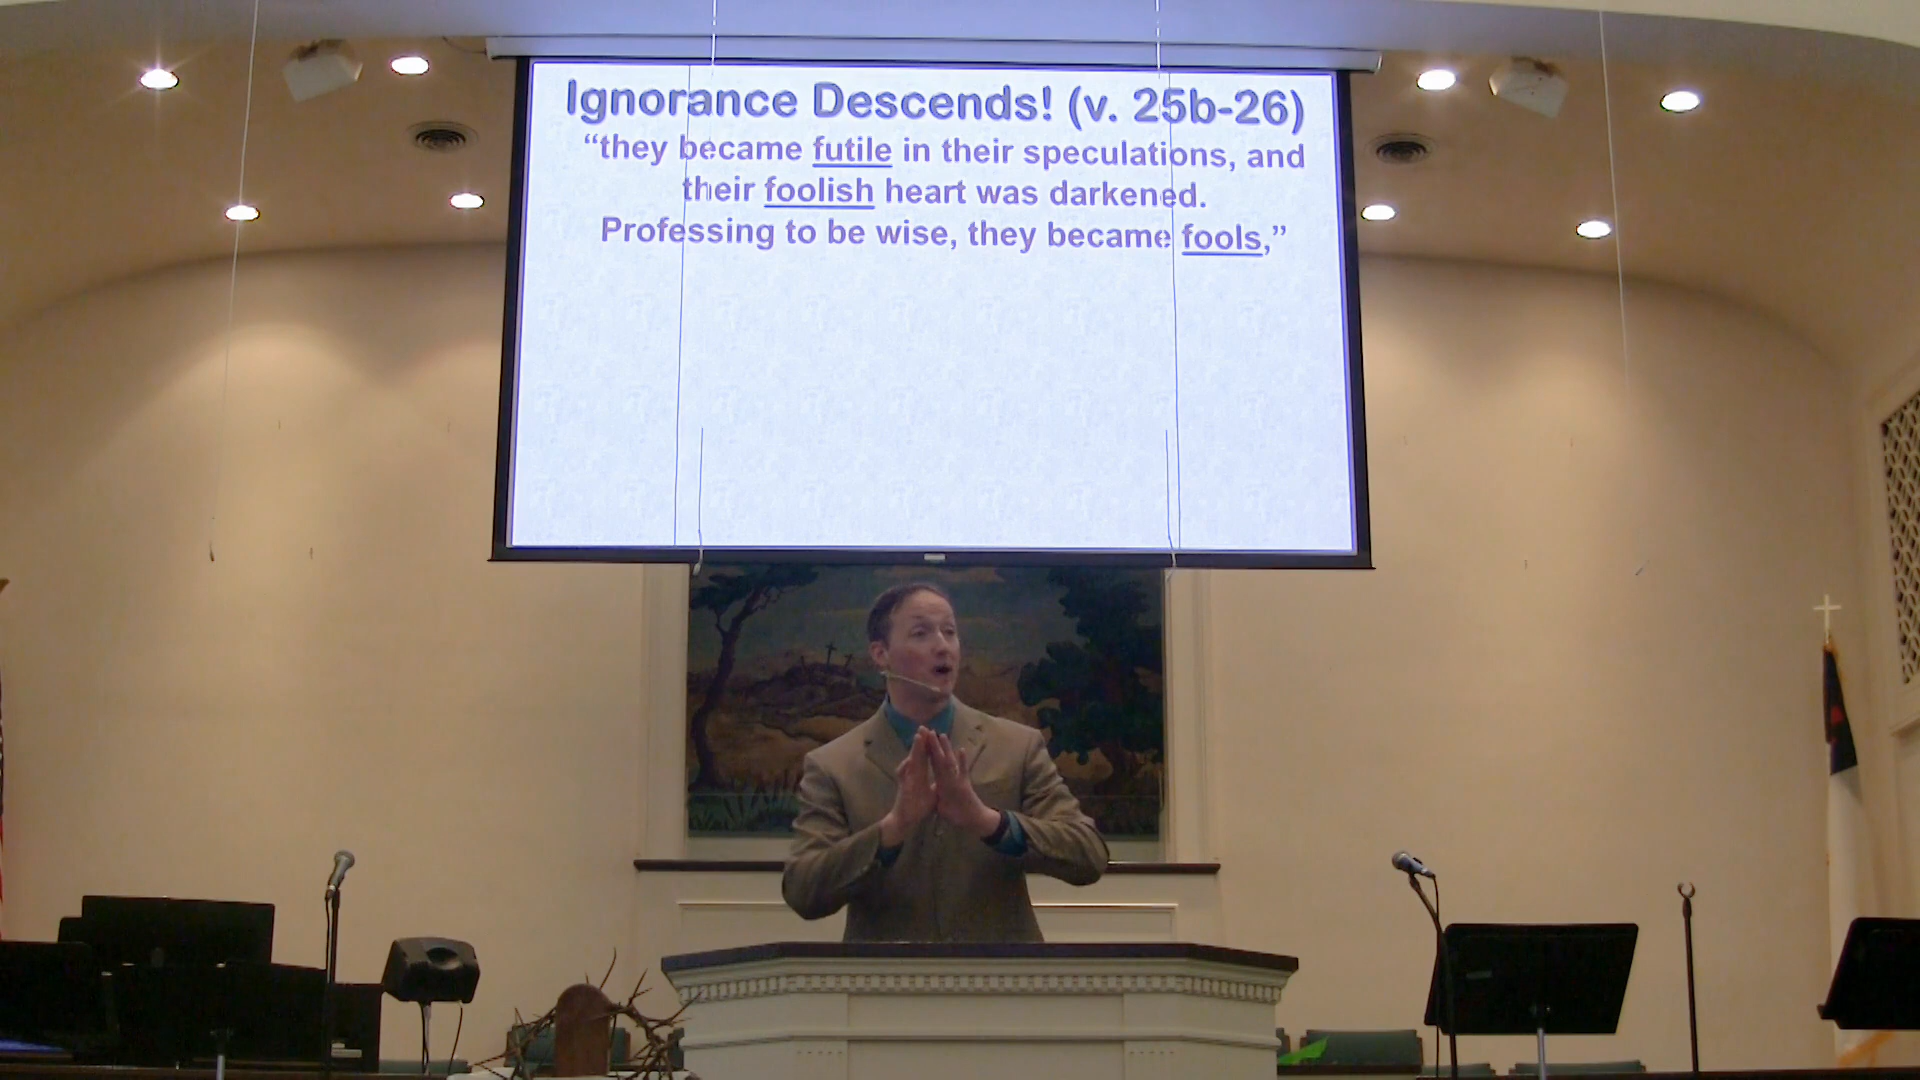 Ignorance Descends! (v. 25b-26)
“they became futile in their speculations, and
their foolish heart was darkened.
Professing to be wise, they became fools,”